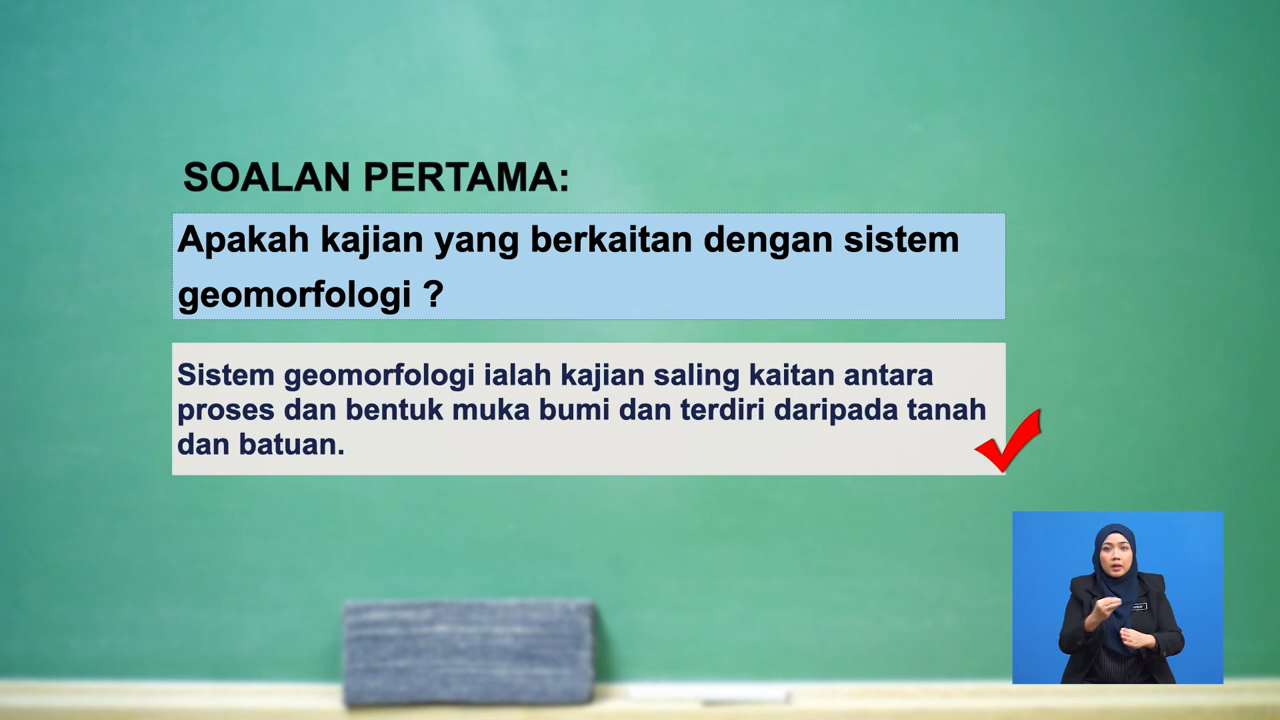 SOALAN PERTAMA:
Apakah kajian yang berkaitan dengan sistem
geomorfologi ?
Sistem geomorfologi ialah kajian saling kaitan antara
proses dan bentuk muka bumi dan terdiri daripada tanah
dan batuan.